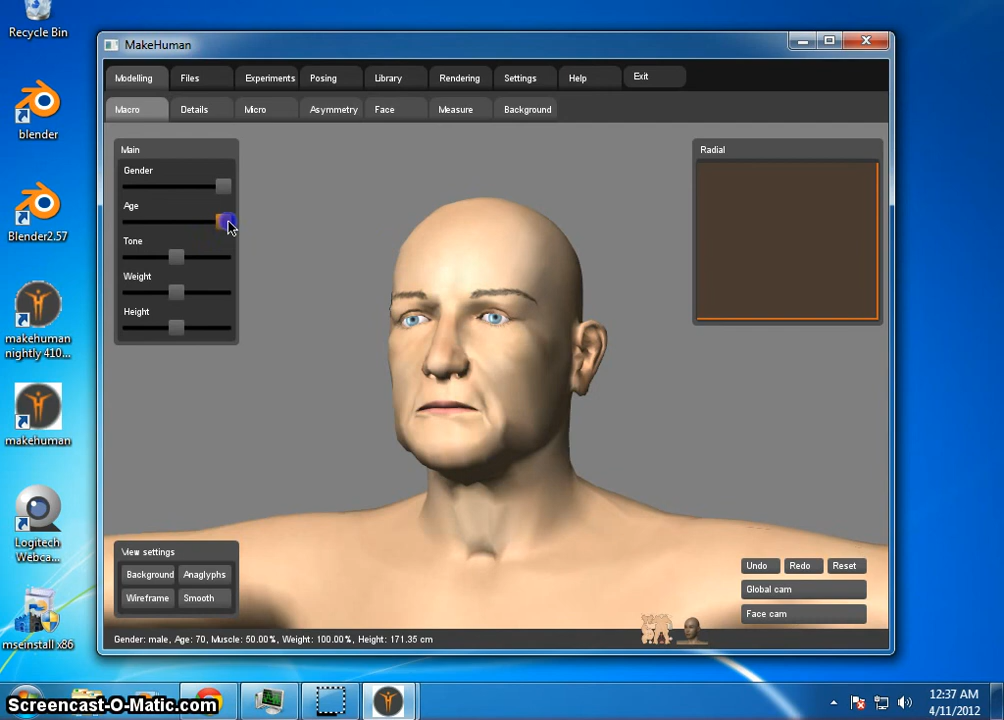 Recycle Bin
blender
Blender2.57
makehuman
nightly 410...
makehuman
Logitech
Webca...
mseinstall x86
MakeHuman
Modelling Files Experiments Posing Library Rendering Settings Help Exit
Macro Details Micro Asymmetry Face Measure Background
Main
Gender
Age
Tone
Weight
Height
Radial
View settings
Background Anaglyphs
Wireframe Smooth
Undo Redo Reset
Global cam
Face cam
Gender: male, Age: 70, Muscle: 50.00%, Weight: 100.00%, Height: 171.35 cm
Screencast-O-Matic.com
12:37 AM
4/11/2012